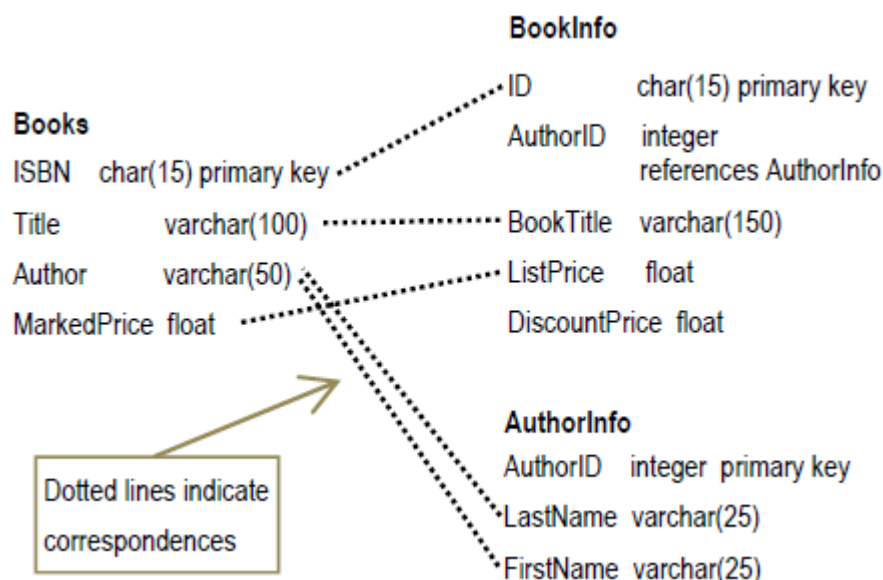 Books
ISBN char(15) primary key
Title varchar(100)
Author varchar(50)
MarkedPrice float
Dotted lines indicate
correspondences
BookInfo
ID char(15) primary key
AuthorID integer
references AuthorInfo
BookTitle varchar(150)
ListPrice float
DiscountPrice float
AuthorInfo
AuthorID integer primary key
LastName varchar(25)
FirstName varchar(25)